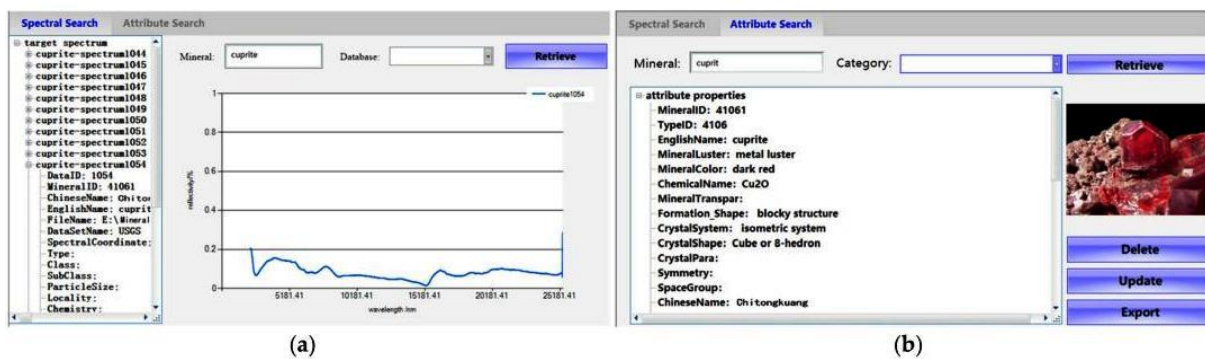 Spectral Search Attribute Search
target spectrum
cuprite-spectrum1044
cuprite-spectrum1045
cuprite-spectrum1046
cuprite-spectrum1047
cuprite-spectrum1048
cuprite-spectrum1049
cuprite-spectrum1050
cuprite-spectrum1051
cuprite-spectrum1052
cuprite-spectrum1053
cuprite-spectrum1054
DataID: 1054
MineralID: 41061
ChineseName: Chiton
EnglishName: cuprit
FileName: E:\Mineral
DataSetName: USGS
SpectralCoordinate:
Type:
Class:
SubClass:
ParticleSize:
Locality:
Chemistry:
Mineral: cuprite Database: Retrieve
cuprite1054
1
0.8
0.6
0.4
0.2
0
reflectivity/%
5181.41 10181.41 15181.41 20181.41 25181.41
wavelength /nm
(a)
Spectral Search Attribute Search
Mineral: cuprit Category: Retrieve
attribute properties
MineralID: 41061
TypeID: 4106
EnglishName: cuprite
MineralLuster: metal luster
MineralColor: dark red
ChemicalName: Cu2O
MineralTranspar:
Formation_Shape: blocky structure
CrystalSystem: isometric system
CrystalShape: Cube or 8-hedron
CrystalPara:
Symmetry:
SpaceGroup:
ChineseName: Chitongkuang
Delete
Update
Export
(b)